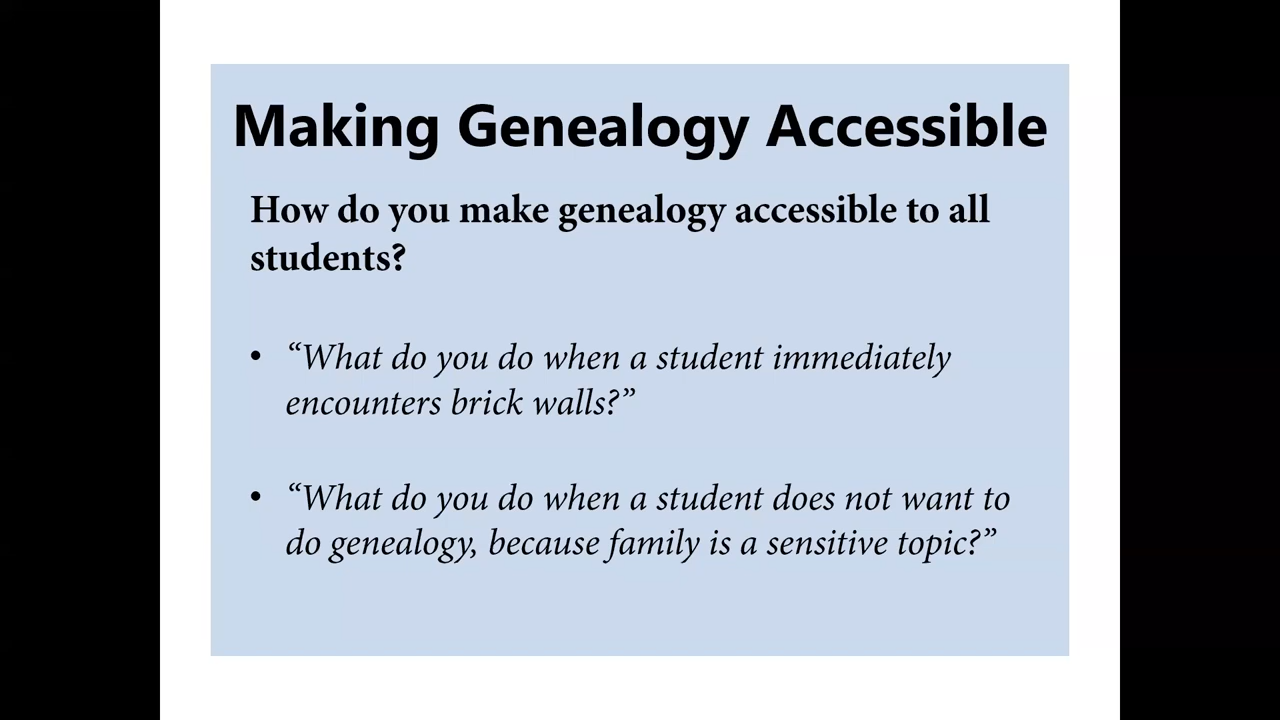 Making Genealogy Accessible
How do you make genealogy accessible to all
students?
• “What do you do when a student immediately
encounters brick walls?”
• “What do you do when a student does not want to
do genealogy, because family is a sensitive topic?”